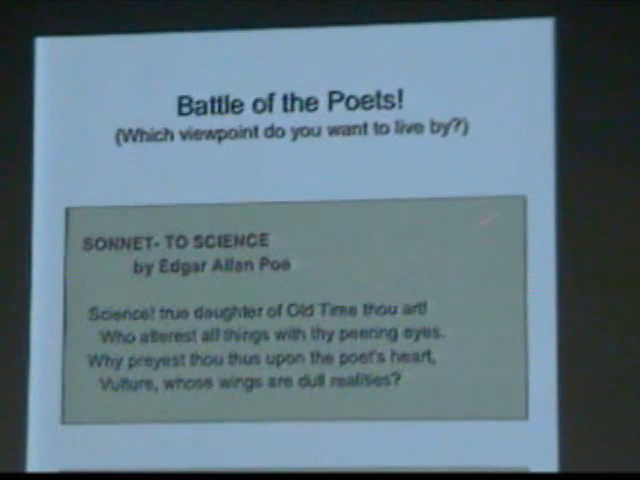 Battle of the Poets!
(Which viewpoint do you want to live by?)
SONNET- TO SCIENCE
by Edgar Allan Poe
Science! true daughter of Old Time thou art!
Who alterest all things with thy peering eyes.
Why preyest thou thus upon the poet's heart,
Vulture, whose wings are dull realities?